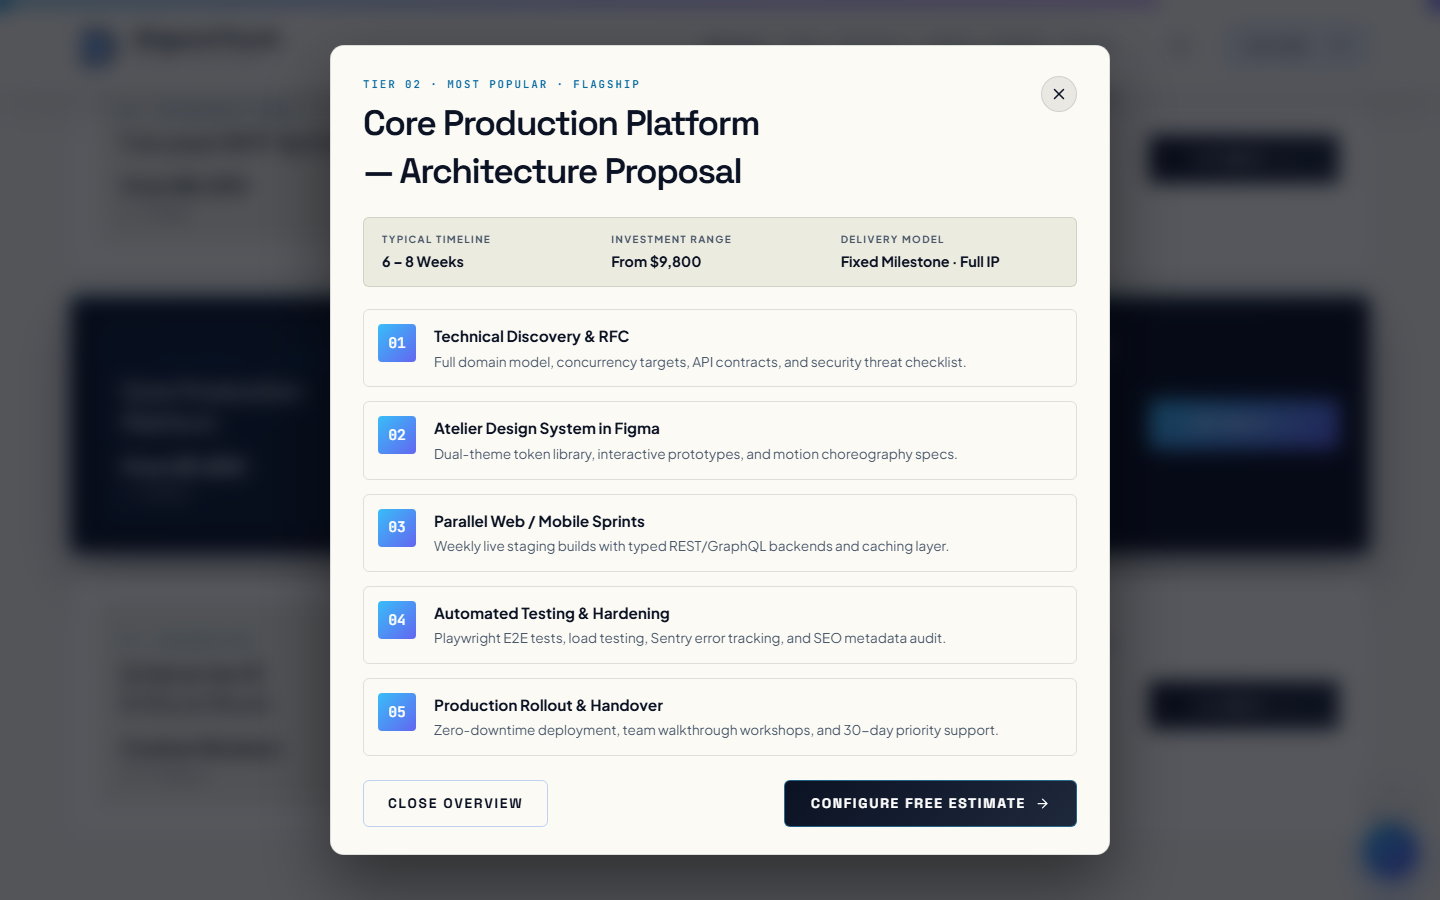 TIER 02 · MOST POPULAR · FLAGSHIP
Core Production Platform
— Architecture Proposal
TYPICAL TIMELINE
6 – 8 Weeks
INVESTMENT RANGE
From $9,800
DELIVERY MODEL
Fixed Milestone · Full IP
01
Technical Discovery & RFC
Full domain model, concurrency targets, API contracts, and security threat checklist.
02
Atelier Design System in Figma
Dual-theme token library, interactive prototypes, and motion choreography specs.
03
Parallel Web / Mobile Sprints
Weekly live staging builds with typed REST/GraphQL backends and caching layer.
04
Automated Testing & Hardening
Playwright E2E tests, load testing, Sentry error tracking, and SEO metadata audit.
05
Production Rollout & Handover
Zero-downtime deployment, team walkthrough workshops, and 30-day priority support.
CLOSE OVERVIEW
CONFIGURE FREE ESTIMATE →